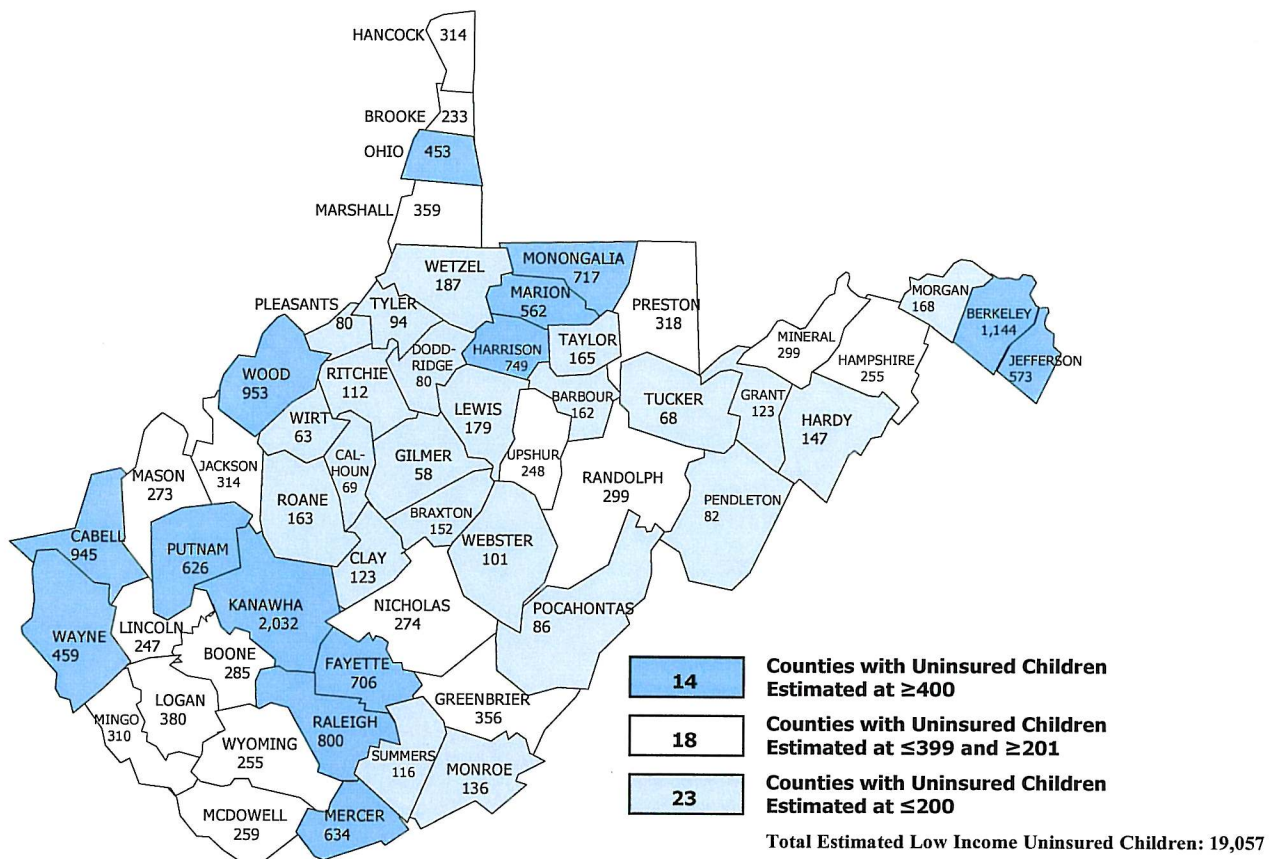 HANCOCK 314
BROOKE 233
OHIO 453
MARSHALL 359
WETZEL
187
MONONGALIA
717
MARION
562
PRESTON
318
PLEASANTS
80
TYLER
94
DODD-
RIDGE
80
HARRISON
749
TAYLOR
165
MORGAN
168
BERKELEY
1,144
JEFFERSON
573
MINERAL
299
HAMPSHIRE
255
WOOD
953
RITCHIE
112
WIRT
63
LEWIS
179
BARBOUR
162
TUCKER
68
GRANT
123
HARDY
147
MASON
273
JACKSON
314
ROANE
163
CAL-
HOUN
69
GILMER
58
UPSHUR
248
RANDOLPH
299
PENDLETON
82
BRAXTON
152
WEBSTER
101
CABELL
945
PUTNAM
626
CLAY
123
KANAWHA
2,032
NICHOLAS
274
POCAHONTAS
86
WAYNE
459
LINCOLN
247
BOONE
285
FAYETTE
706
GREENBRIER
356
MINGO
310
LOGAN
380
WYOMING
255
RALEIGH
800
SUMMERS
116
MONROE
136
MCDOWELL
259
MERCER
634
14 Counties with Uninsured Children
Estimated at ≥400
18 Counties with Uninsured Children
Estimated at ≤399 and ≥201
23 Counties with Uninsured Children
Estimated at ≤200
Total Estimated Low Income Uninsured Children: 19,057